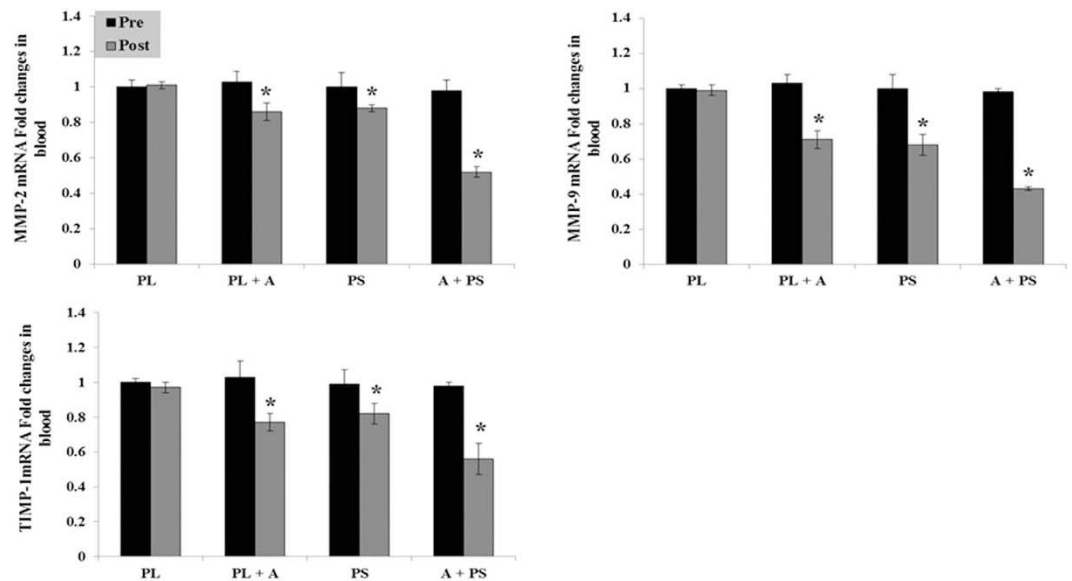 MMP-2 mRNA Fold changes in
blood
1.4
1.2
1
0.8
0.6
0.4
0.2
0
Pre
Post
*
*
*
PL
PL + A
PS
A + PS
MMP-9 mRNA Fold changes in
blood
1.4
1.2
1
0.8
0.6
0.4
0.2
0
*
*
*
PL
PL + A
PS
A + PS
TIMP-1mRNA Fold changes in
blood
1.4
1.2
1
0.8
0.6
0.4
0.2
0
*
*
*
PL
PL + A
PS
A + PS